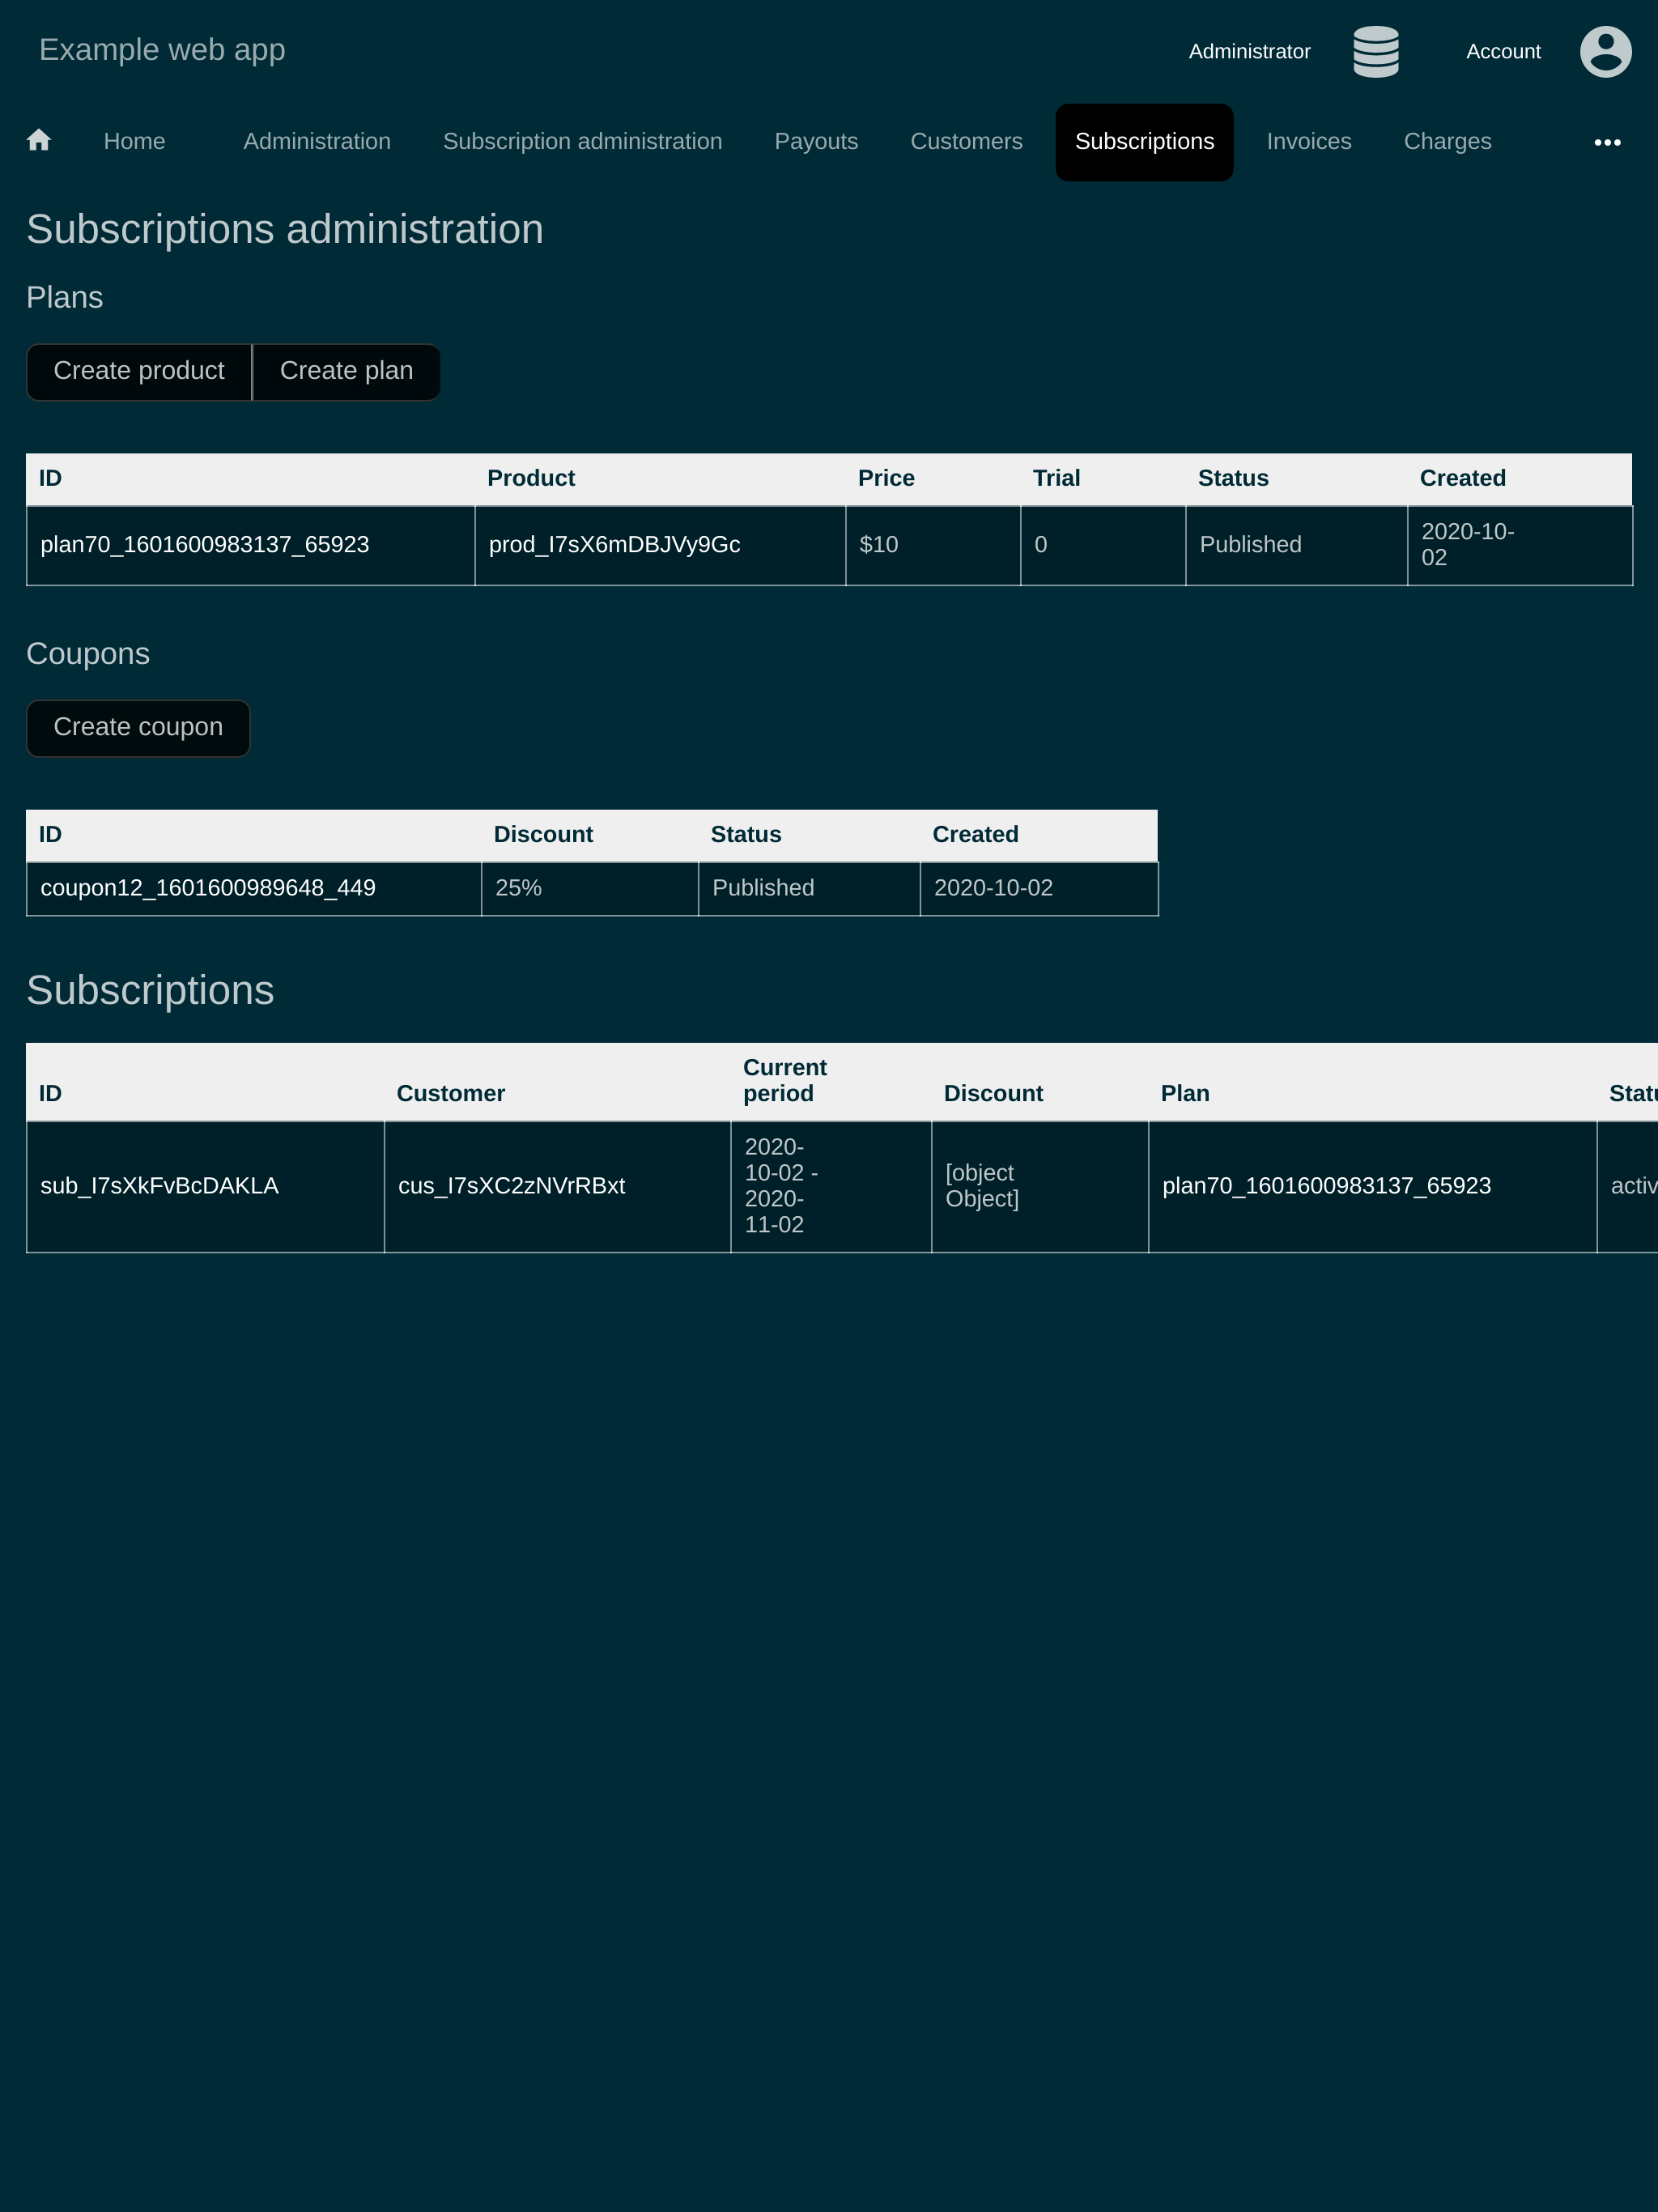 Example web app
Administrator
Account
Home
Administration
Subscription administration
Payouts
Customers
Subscriptions
Invoices
Charges
Subscriptions administration
Plans
Create product
Create plan
ID Product Price Trial Status Created
plan70_1601600983137_65923 prod_I7sX6mDBJVy9Gc $10 0 Published 2020-10-
02
Coupons
Create coupon
ID Discount Status Created
coupon12_1601600989648_449 25% Published 2020-10-02
Subscriptions
Current
ID Customer period Discount Plan
2020-
10-02 -
[object
sub_I7sXkFvBcDAKLA cus_I7sXC2zNVrRBxt plan70_1601600983137_65923
2020-
Object]
11-02